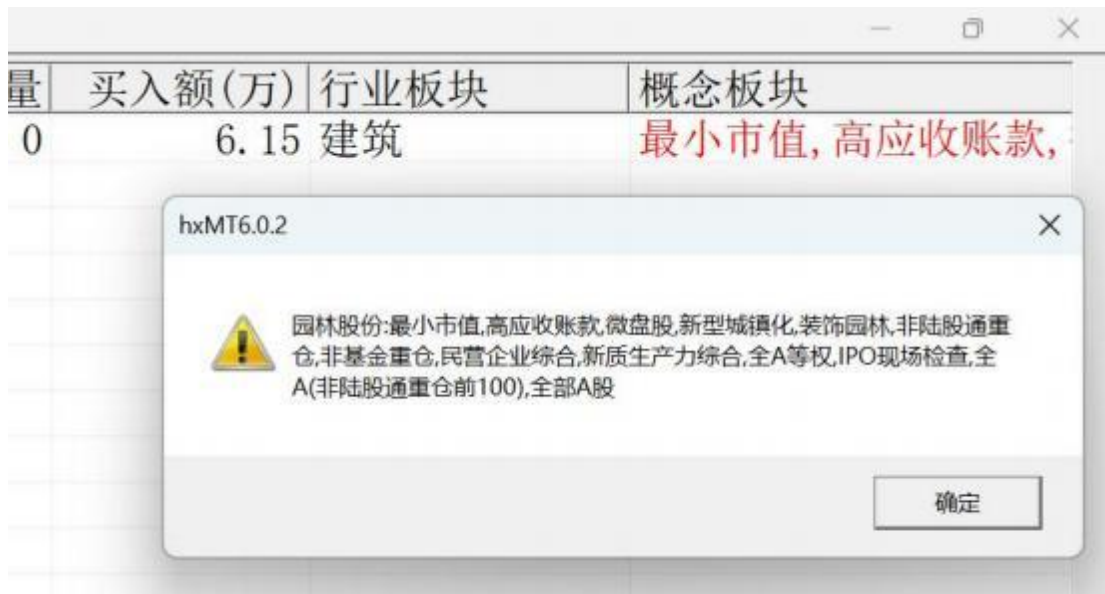 量 买入额(万) 行业板块 概念板块
0 6.15 建筑 最小市值,高应收账款,
hxMT6.0.2
园林股份:最小市值,高应收账款,微盘股,新型城镇化,装饰园林,非陆股通重
仓,非基金重仓,民营企业综合,新质生产力综合,全A等权,IPO现场检查,全
A(非陆股通重仓前100),全部A股
确定